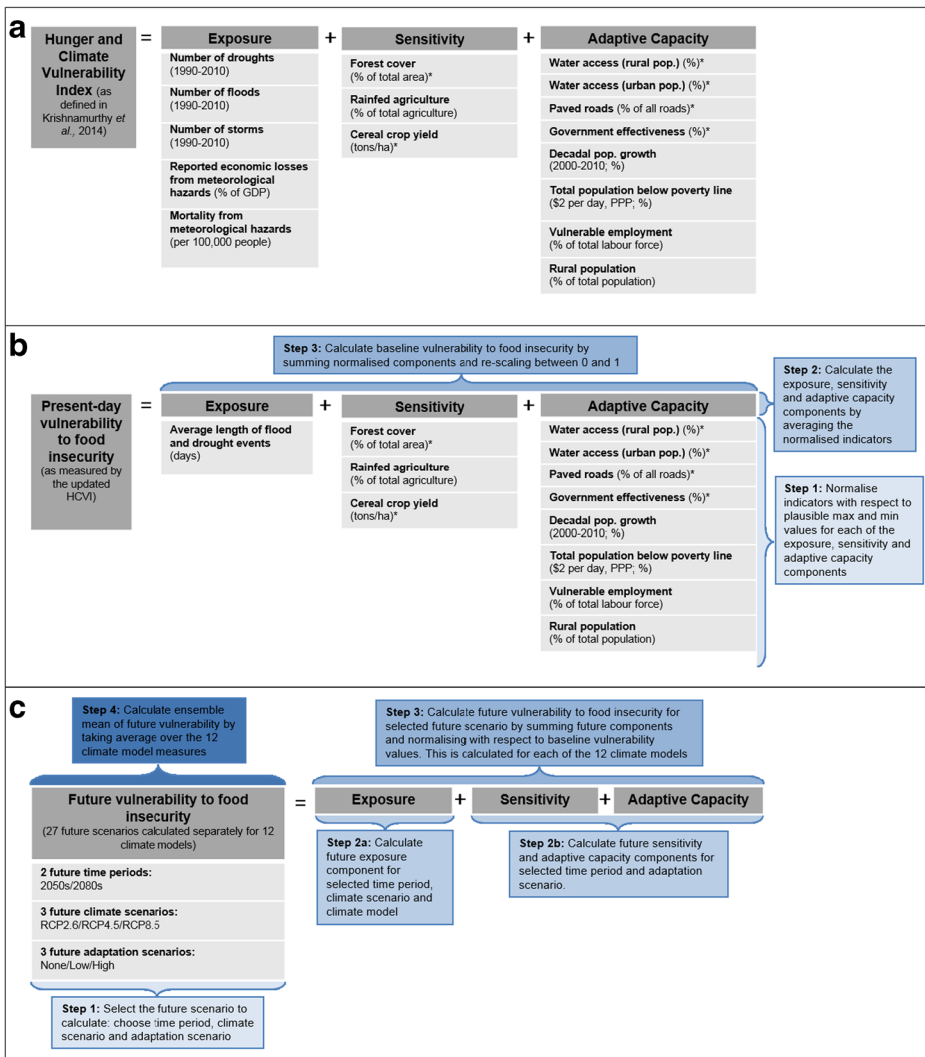 a
Hunger and
Climate
Vulnerability
Index (as
defined in
Krishnamurthy
et al., 2014)
=
Exposure
Number of droughts
(1990-2010)
Number of floods
(1990-2010)
Number of storms
(1990-2010)
Reported economic losses
from meteorological
hazards (% of GDP)
Mortality from
meteorological hazards
(per 100,000 people)
+
Sensitivity
Forest cover
(% of total area)*
Rainfed agriculture
(% of total agriculture)
Cereal crop yield
(tons/ha)*
+
Adaptive Capacity
Water access (rural pop.) (%)*
Water access (urban pop.) (%)*
Paved roads (% of all roads)*
Government effectiveness (%)*
Decadal pop. growth
(2000-2010; %)
Total population below poverty line
($2 per day, PPP; %)
Vulnerable employment
(% of total labour force)
Rural population
(% of total population)
b
Step 3: Calculate baseline vulnerability to food insecurity by
summing normalised components and re-scaling between 0 and 1
Present-day
vulnerability
to food
insecurity
(as measured by
the updated
HCVI)
=
Exposure
Average length of flood
and drought events
(days)
+
Sensitivity
Forest cover
(% of total area)*
Rainfed agriculture
(% of total agriculture)
Cereal crop yield
(tons/ha)*
+
Adaptive Capacity
Water access (rural pop.) (%)*
Water access (urban pop.) (%)*
Paved roads (% of all roads)*
Government effectiveness (%)*
Decadal pop. growth
(2000-2010; %)
Total population below poverty line
($2 per day, PPP; %)
Vulnerable employment
(% of total labour force)
Rural population
(% of total population)
Step 2: Calculate the
exposure, sensitivity
and adaptive capacity
components by
averaging the
normalised indicators
Step 1: Normalise
indicators with respect to
plausible max and min
values for each of the
exposure, sensitivity and
adaptive capacity
components
c
Step 4: Calculate ensemble
mean of future vulnerability by
taking average over the 12
climate model measures
Step 3: Calculate future vulnerability to food insecurity for
selected future scenario by summing future components
and normalising with respect to baseline vulnerability
values. This is calculated for each of the 12 climate models
Future vulnerability to food
insecurity
(27 future scenarios calculated separately for 12
climate models)
2 future time periods:
2050s/2080s
3 future climate scenarios:
RCP2.6/RCP4.5/RCP8.5
3 future adaptation scenarios:
None/Low/High
Step 1: Select the future scenario to
calculate: choose time period, climate
scenario and adaptation scenario
=
Exposure
+
Sensitivity
+
Adaptive Capacity
Step 2a: Calculate
future exposure
component for
selected time period,
climate scenario and
climate model
Step 2b: Calculate future sensitivity
and adaptive capacity components for
selected time period and adaptation
scenario.